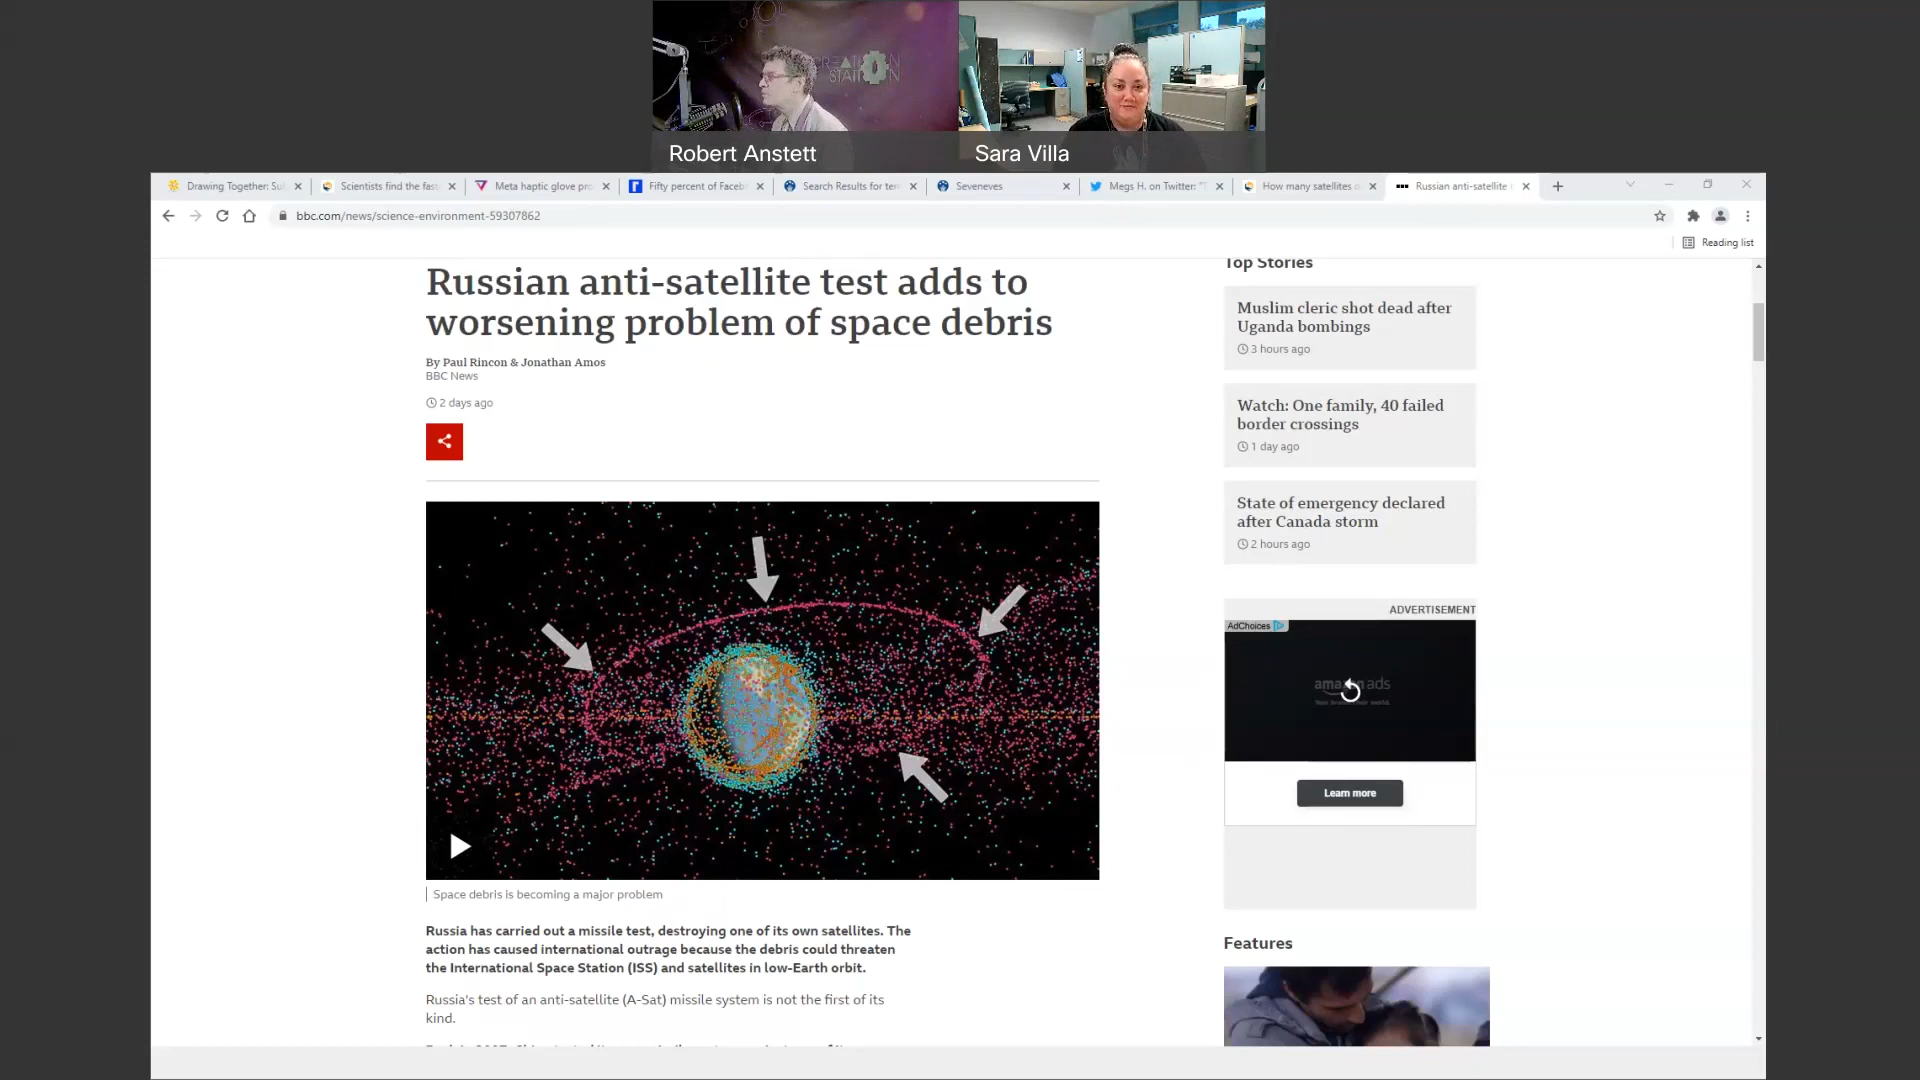 CREATION
STATION
Robert Anstett
Sara Villa
Drawing Together: Su
Scientists find the fast
Meta haptic glove pro
Fifty percent of Faceb
Search Results for ter
Seveneves
Megs H. on Twitter: "T
How many satellites o
Russian anti-satellite
bbc.com/news/science-environment-59307862
Reading list
Russian anti-satellite test adds to
worsening problem of space debris
By Paul Rincon & Jonathan Amos
BBC News
2 days ago
Space debris is becoming a major problem
Russia has carried out a missile test, destroying one of its own satellites. The
action has caused international outrage because the debris could threaten
the International Space Station (ISS) and satellites in low-Earth orbit.
Russia's test of an anti-satellite (A-Sat) missile system is not the first of its
kind.
Top Stories
Muslim cleric shot dead after
Uganda bombings
3 hours ago
Watch: One family, 40 failed
border crossings
1 day ago
State of emergency declared
after Canada storm
2 hours ago
ADVERTISEMENT
AdChoices
amazon ads
Learn more
Features